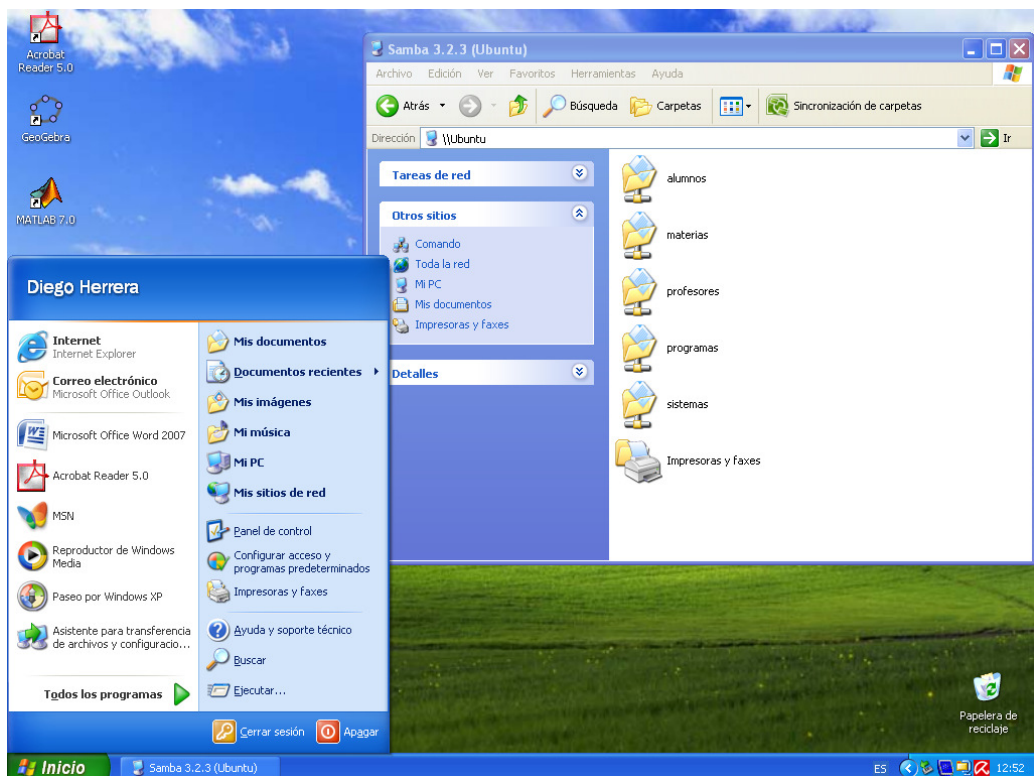 Acrobat
Reader 5.0
GeoGebra
MATLAB 7.0
Samba 3.2.3 (Ubuntu)
Archivo Edición Ver Favoritos Herramientas Ayuda
Atrás Búsqueda Carpetas Sincronización de carpetas
Dirección \\Ubuntu Ir
Tareas de red
Otros sitios
Comando
Toda la red
Mi PC
Mis documentos
Impresoras y faxes
Detalles
alumnos
materias
profesores
programas
sistemas
Impresoras y faxes
Diego Herrera
Internet
Internet Explorer
Correo electrónico
Microsoft Office Outlook
Microsoft Office Word 2007
Acrobat Reader 5.0
MSN
Reproductor de Windows
Media
Paseo por Windows XP
Asistente para transferencia
de archivos y configuracio...
Todos los programas
Mis documentos
Documentos recientes
Mis imágenes
Mi música
Mi PC
Mis sitios de red
Panel de control
Configurar acceso y
programas predeterminados
Impresoras y faxes
Ayuda y soporte técnico
Buscar
Ejecutar...
Cerrar sesión Apagar
Papelera de
reciclaje
Inicio Samba 3.2.3 (Ubuntu) ES 12:52